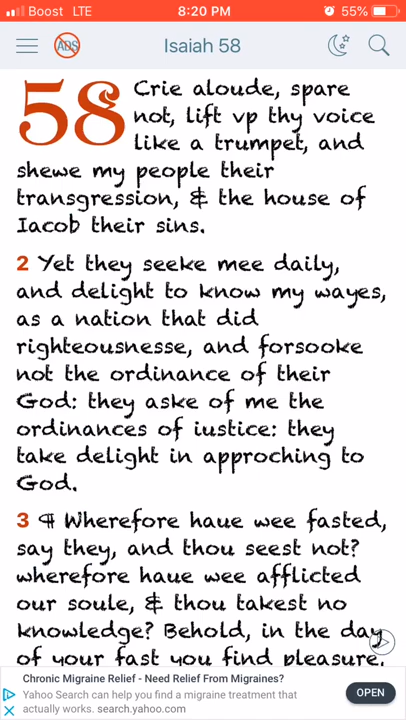 Boost LTE 8:20 PM 55%
ADS Isaiah 58
58 Crie aloude, spare
not, lift vp thy voice
like a trumpet, and
shewe my people their
transgression, & the house of
Iacob their sins.
2 Yet they seeke mee daily,
and delight to know my wayes,
as a nation that did
righteousnesse, and forsooke
not the ordinance of their
God: they aske of me the
ordinances of iustice: they
take delight in approching to
God.
3 ¶ Wherefore haue wee fasted,
say they, and thou seest not?
wherefore haue wee afflicted
our soule, & thou takest no
knowledge? Behold, in the day
of your fast you find pleasure,
Chronic Migraine Relief - Need Relief From Migraines?
Yahoo Search can help you find a migraine treatment that
actually works. search.yahoo.com
OPEN